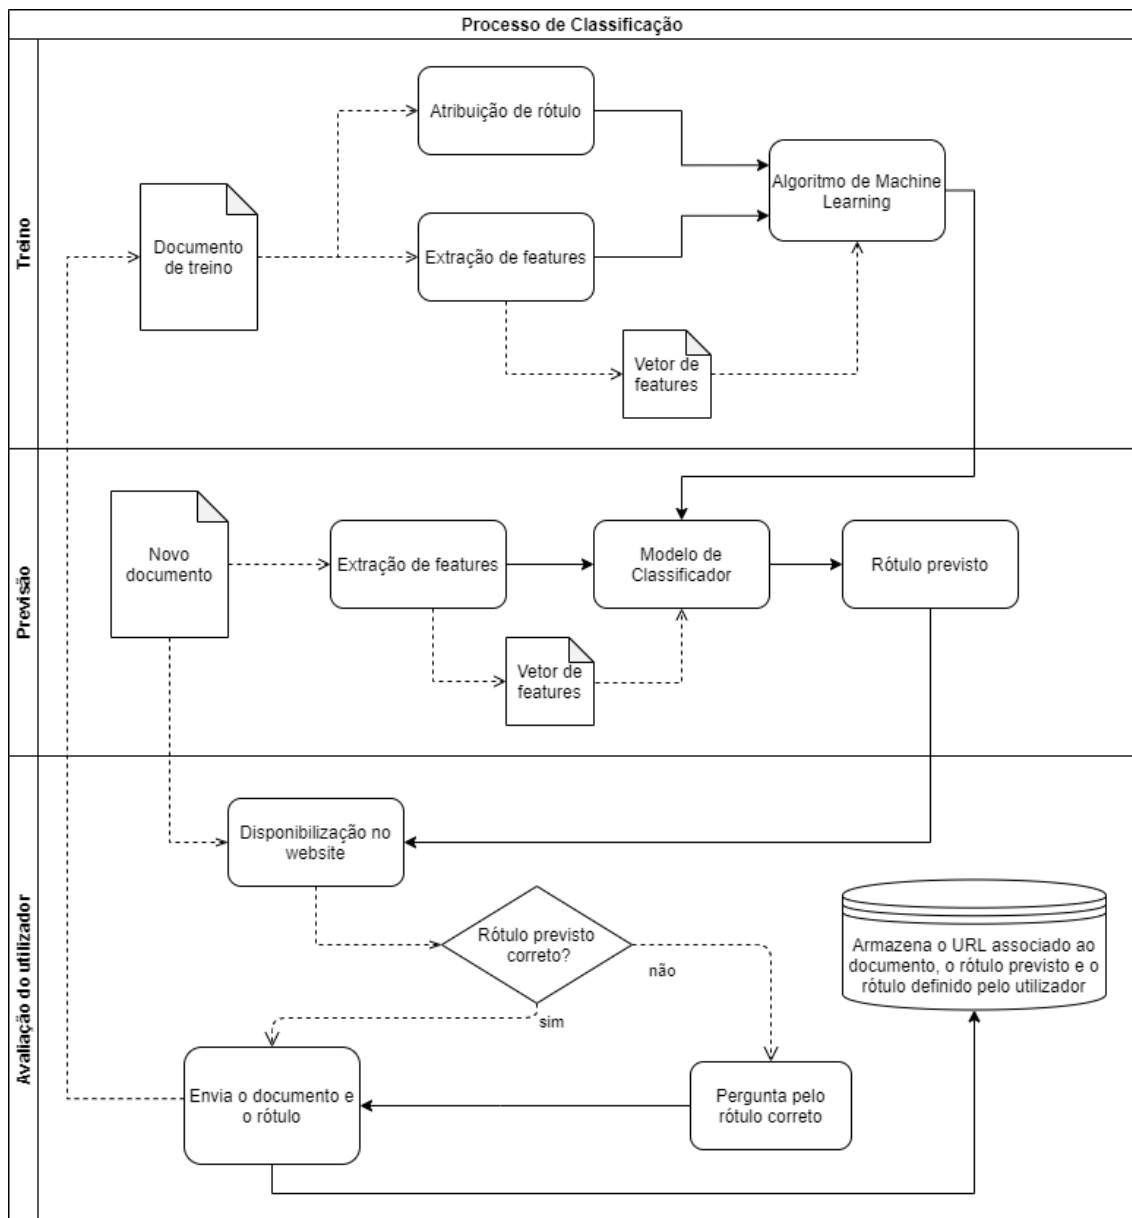 Processo de Classificação
Treino
Atribuição de rótulo
Algoritmo de Machine
Learning
Documento
de treino
Extração de features
Vetor de
features
Previsão
Novo
documento
Extração de features
Modelo de
Classificador
Rótulo previsto
Vetor de
features
Avaliação do utilizador
Disponibilização no
website
Rótulo previsto
correto?
não
sim
Armazena o URL associado ao
documento, o rótulo previsto e o
rótulo definido pelo utilizador
Envia o documento e
o rótulo
Pergunta pelo
rótulo correto